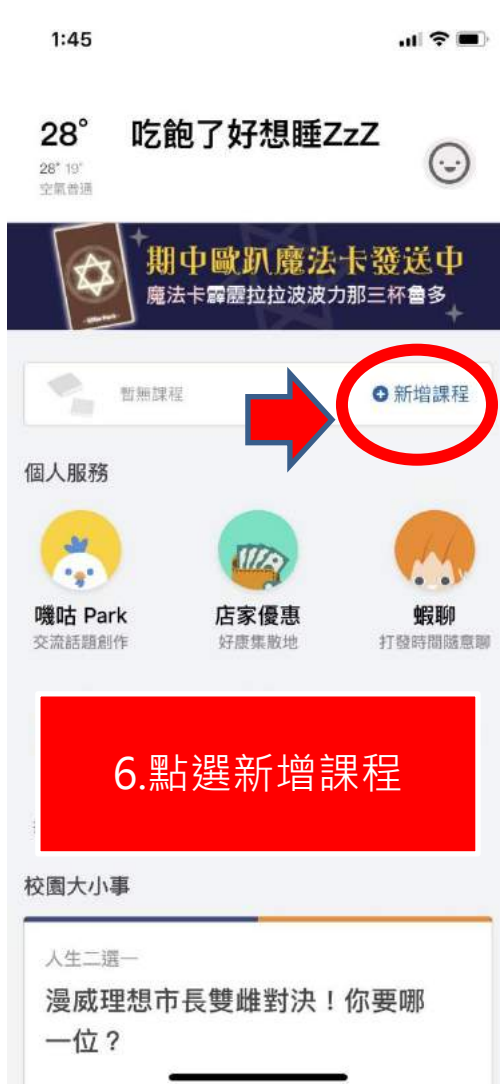 1:45
28°
吃飽了好想睡ZzZ
28° 19°
空氣普通
期中歐趴魔法卡發送中
魔法卡霹靂拉拉波波力那三杯魯多
暫無課程
新增課程
個人服務
嘰咕 Park
店家優惠
蝦聊
交流話題創作
好康集散地
打發時間隨意聊
6.點選新增課程
校園大小事
人生二選一
漫威理想市長雙雌對決！你要哪
一位？